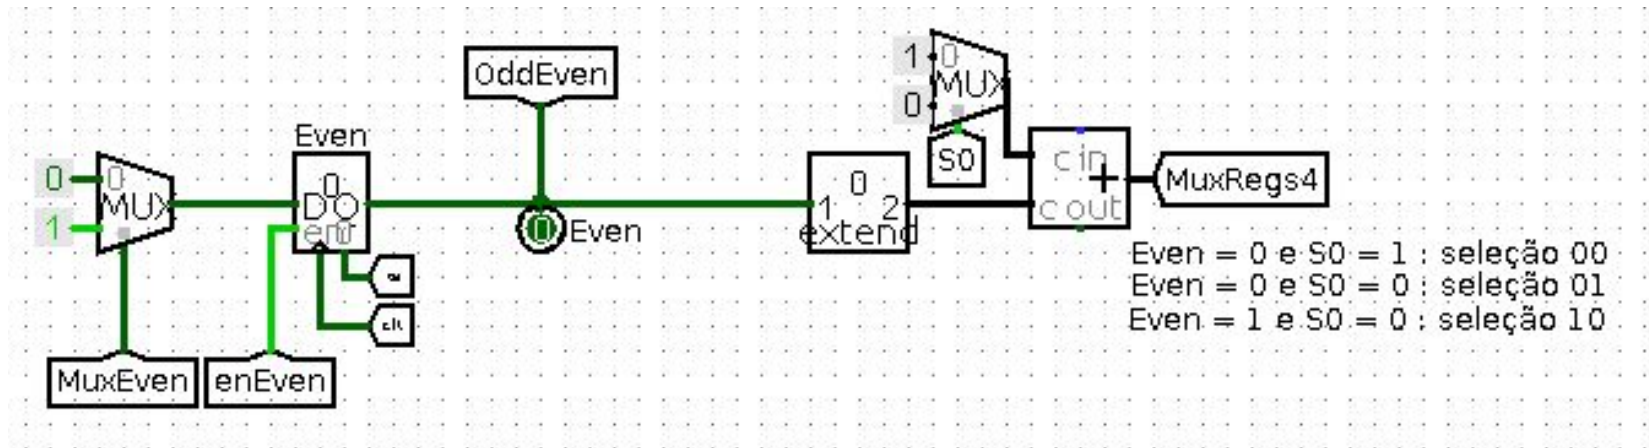 OddEven
1
0
MUX
0
S0
Even
0
0
MUX
1
0
D Q
en
Even
0
1
2
extend
c in
+
c out
MuxRegs4
clt
MuxEven
enEven
Even = 0 e S0 = 1 : seleção 00
Even = 0 e S0 = 0 : seleção 01
Even = 1 e S0 = 0 : seleção 10